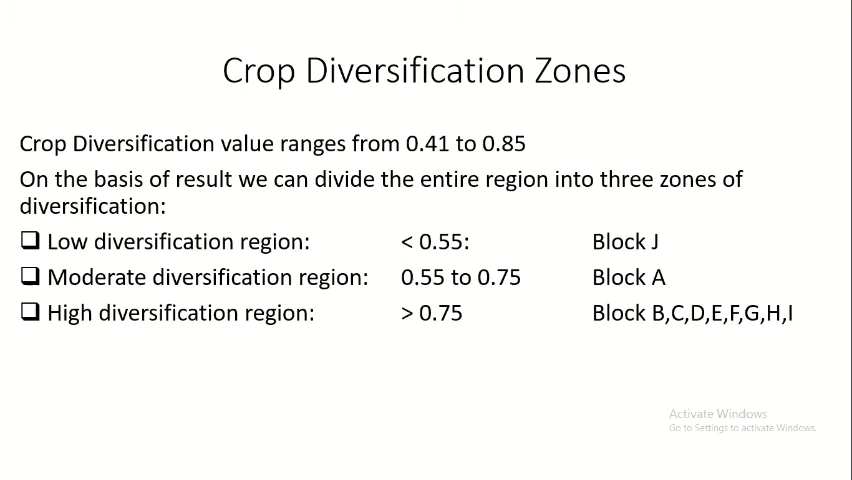 Crop Diversification Zones
Crop Diversification value ranges from 0.41 to 0.85
On the basis of result we can divide the entire region into three zones of
diversification:
Low diversification region: < 0.55: Block J
Moderate diversification region: 0.55 to 0.75 Block A
High diversification region: > 0.75 Block B,C,D,E,F,G,H,I
Activate Windows
Go to Settings to activate Windows.